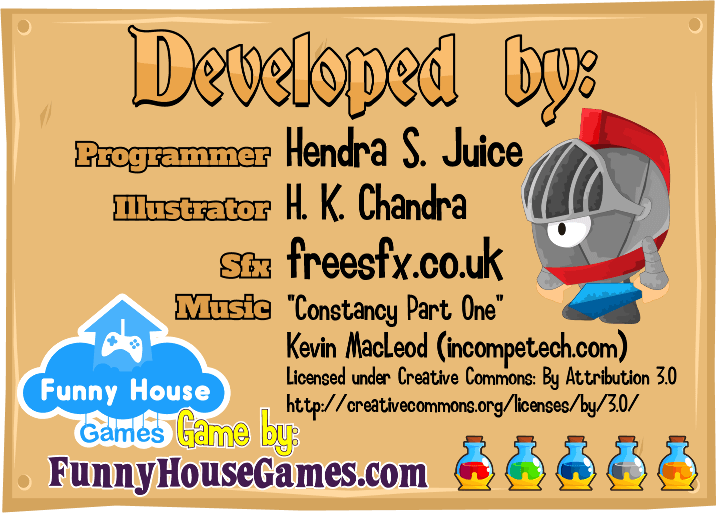 Developed by:
Programmer Hendra S. Juice
Illustrator H. K. Chandra
Sfx freesfx.co.uk
Music "Constancy Part One"
Kevin MacLeod (incompetech.com)
Licensed under Creative Commons: By Attribution 3.0
http://creativecommons.org/licenses/by/3.0/
Funny House
Games
Game by:
FunnyHouseGames.com